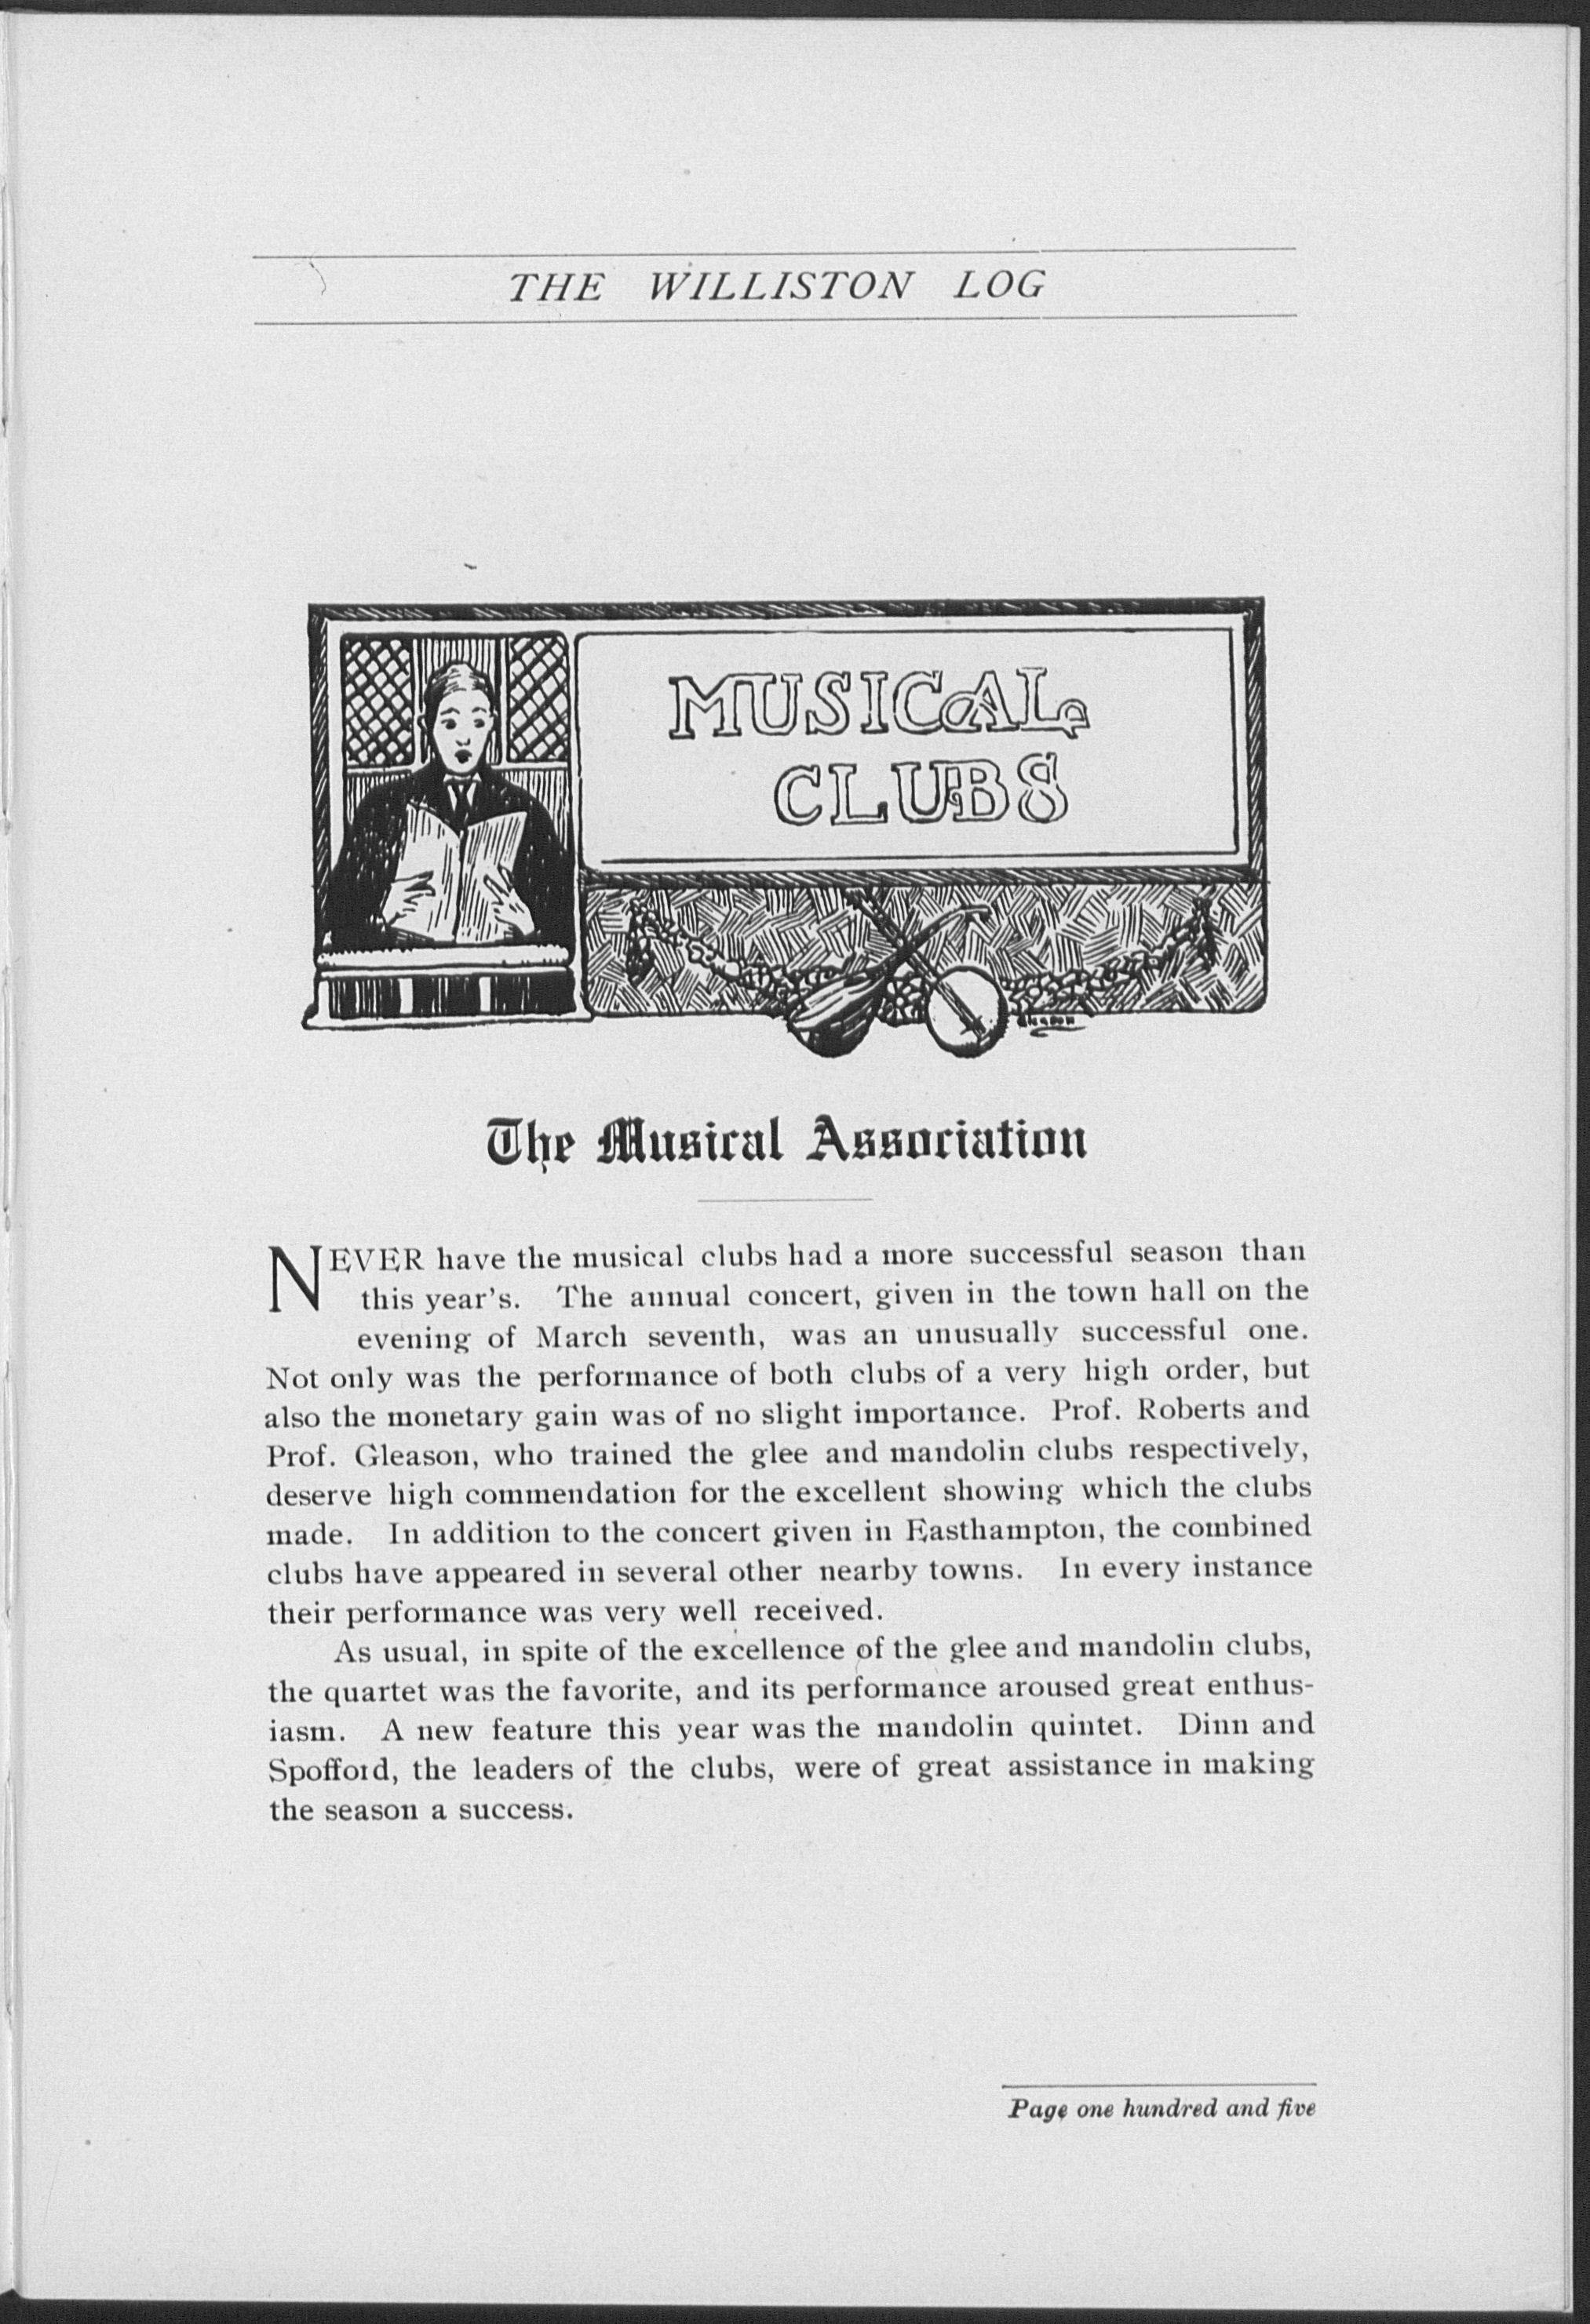 THE WILLISTON LOG
MUSICAL
CLUBS
The Musical Association
NEVER have the musical clubs had a more successful season than
this year's. The annual concert, given in the town hall on the
evening of March seventh, was an unusually successful one.
Not only was the performance of both clubs of a very high order, but
also the monetary gain was of no slight importance. Prof. Roberts and
Prof. Gleason, who trained the glee and mandolin clubs respectively,
deserve high commendation for the excellent showing which the clubs
made. In addition to the concert given in Easthampton, the combined
clubs have appeared in several other nearby towns. In every instance
their performance was very well received.
As usual, in spite of the excellence of the glee and mandolin clubs,
the quartet was the favorite, and its performance aroused great enthus-
iasm. A new feature this year was the mandolin quintet. Dinn and
Spofford, the leaders of the clubs, were of great assistance in making
the season a success.
Page one hundred and five